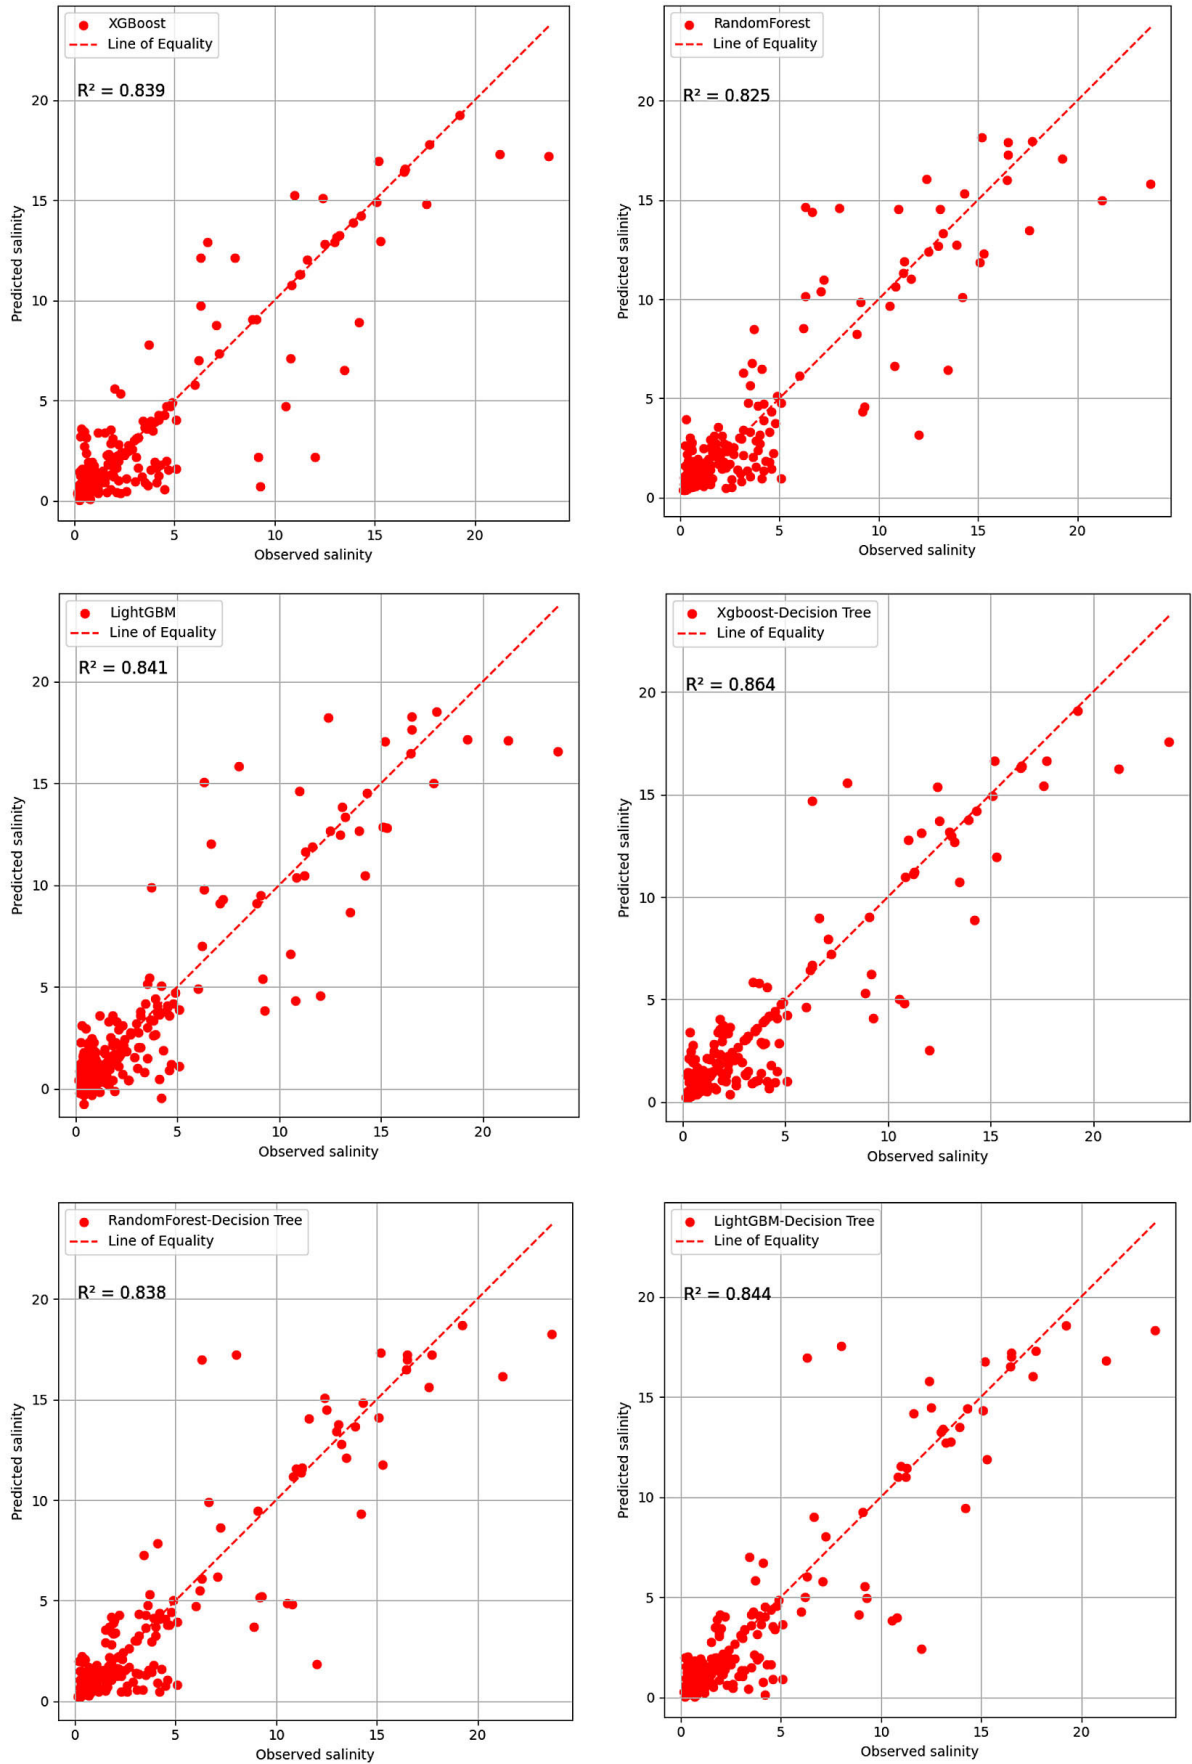 XGBoost
Line of Equality
R² = 0.839
20
15
10
5
0
0 5 10 15 20
Predicted salinity
Observed salinity
RandomForest
Line of Equality
R² = 0.825
20
15
10
5
0
0 5 10 15 20
Predicted salinity
Observed salinity
LightGBM
Line of Equality
R² = 0.841
20
15
10
5
0
0 5 10 15 20
Predicted salinity
Observed salinity
Xgboost-Decision Tree
Line of Equality
R² = 0.864
20
15
10
5
0
0 5 10 15 20
Predicted salinity
Observed salinity
RandomForest-Decision Tree
Line of Equality
R² = 0.838
20
15
10
5
0
0 5 10 15 20
Predicted salinity
Observed salinity
LightGBM-Decision Tree
Line of Equality
R² = 0.844
20
15
10
5
0
0 5 10 15 20
Predicted salinity
Observed salinity